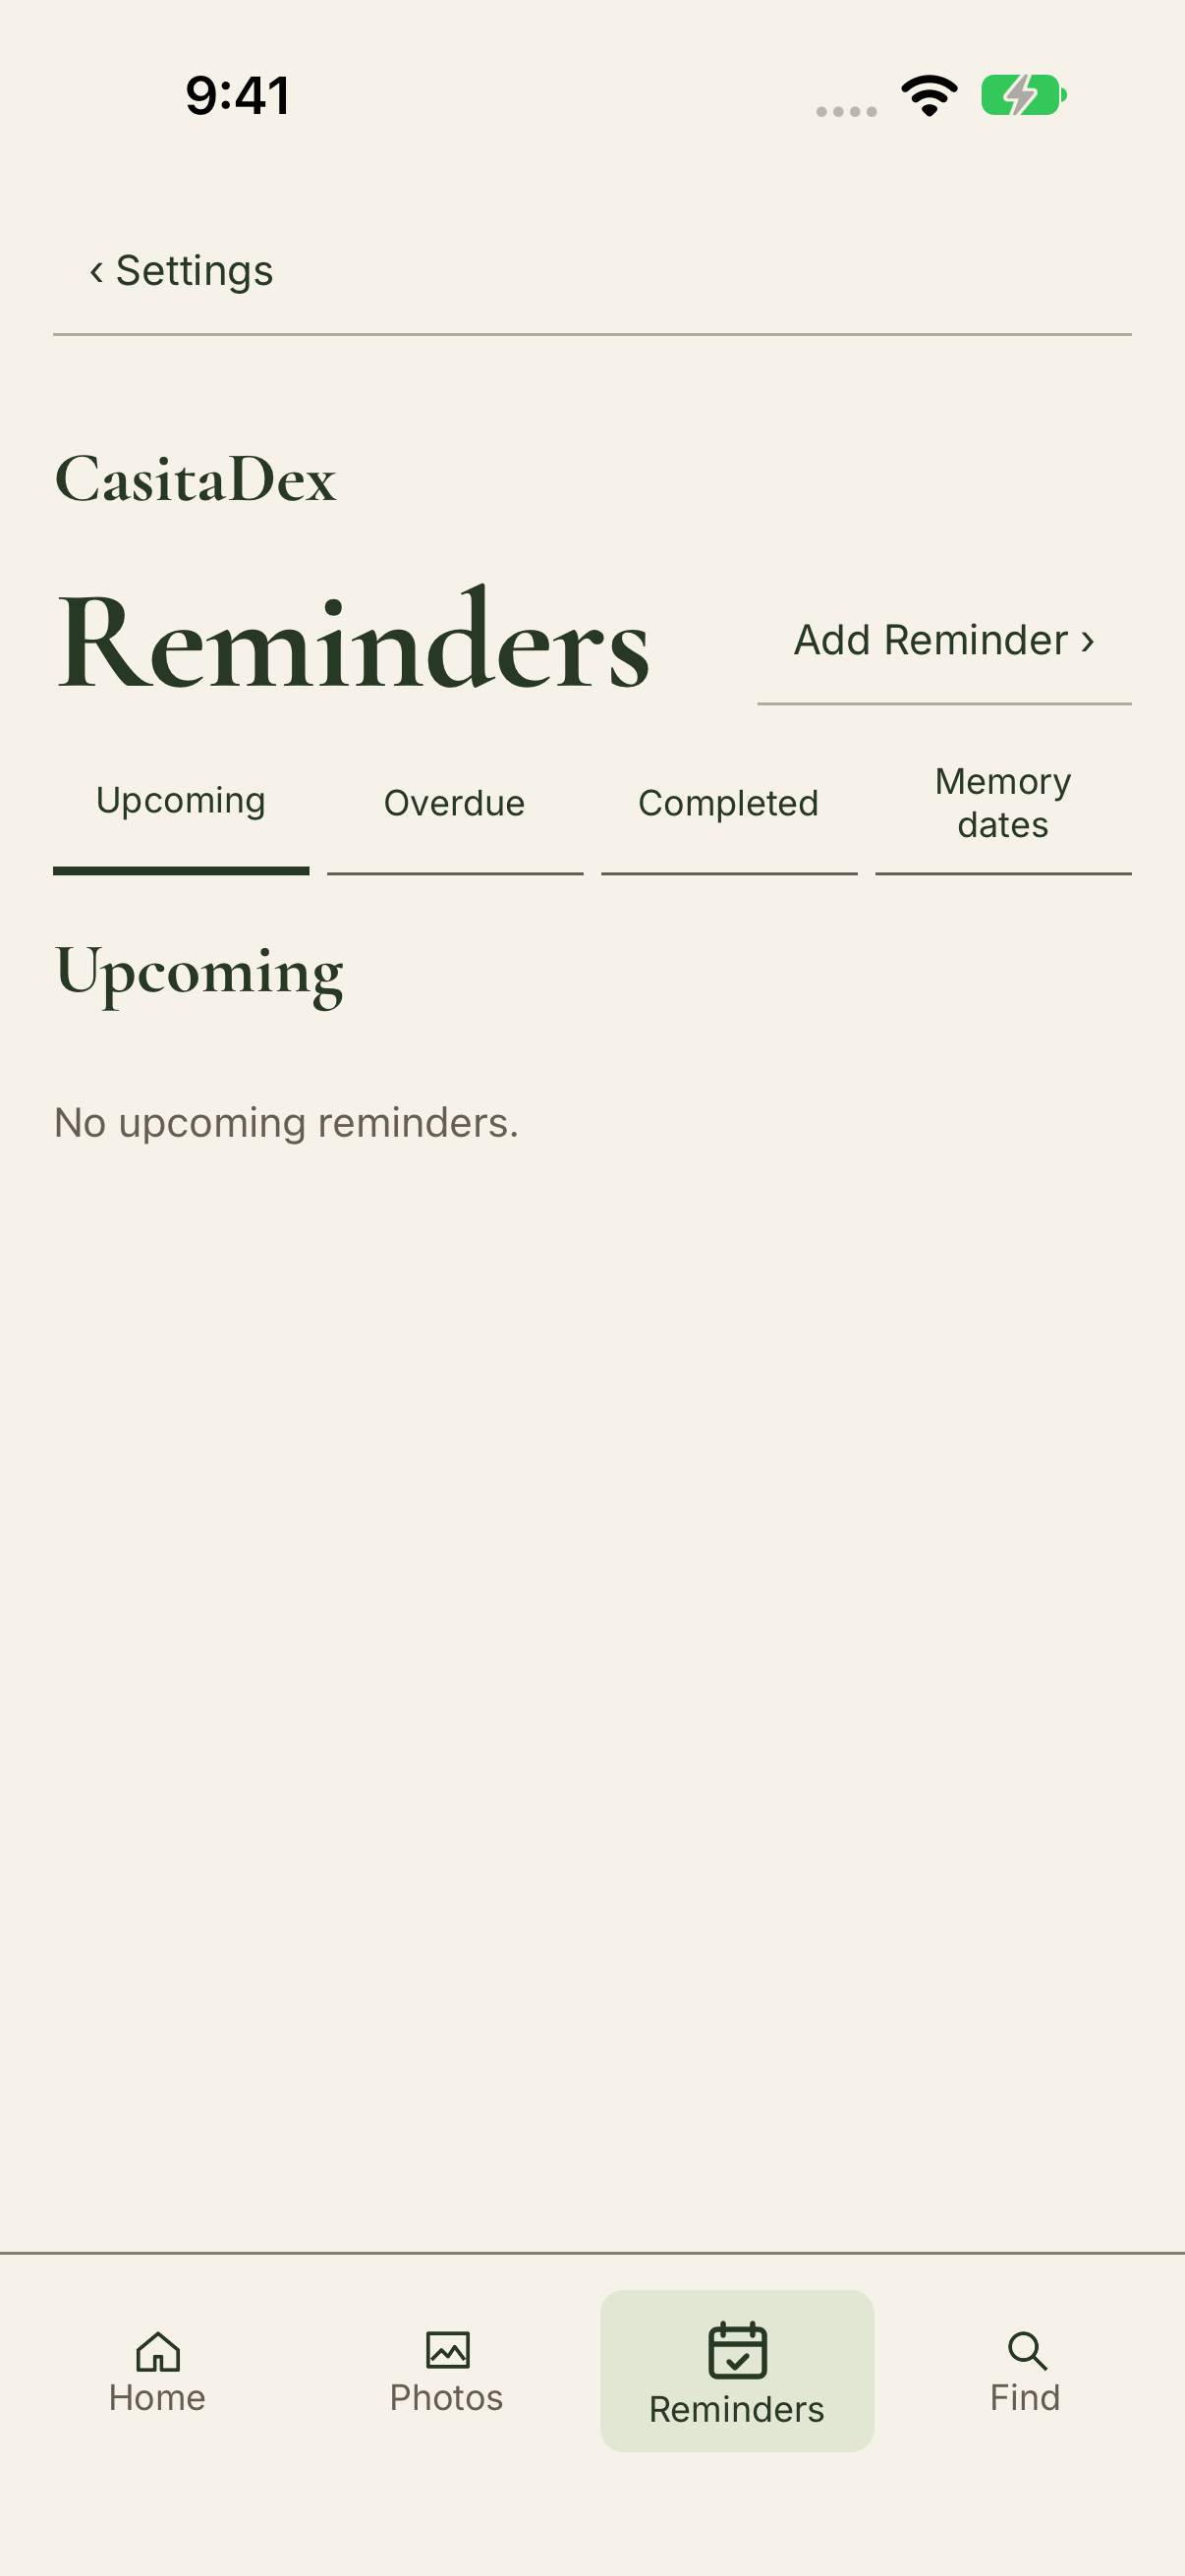 9:41
‹ Settings
CasitaDex
Reminders
Add Reminder ›
Upcoming
Overdue
Completed
Memory
dates
Upcoming
No upcoming reminders.
Home
Photos
Reminders
Find